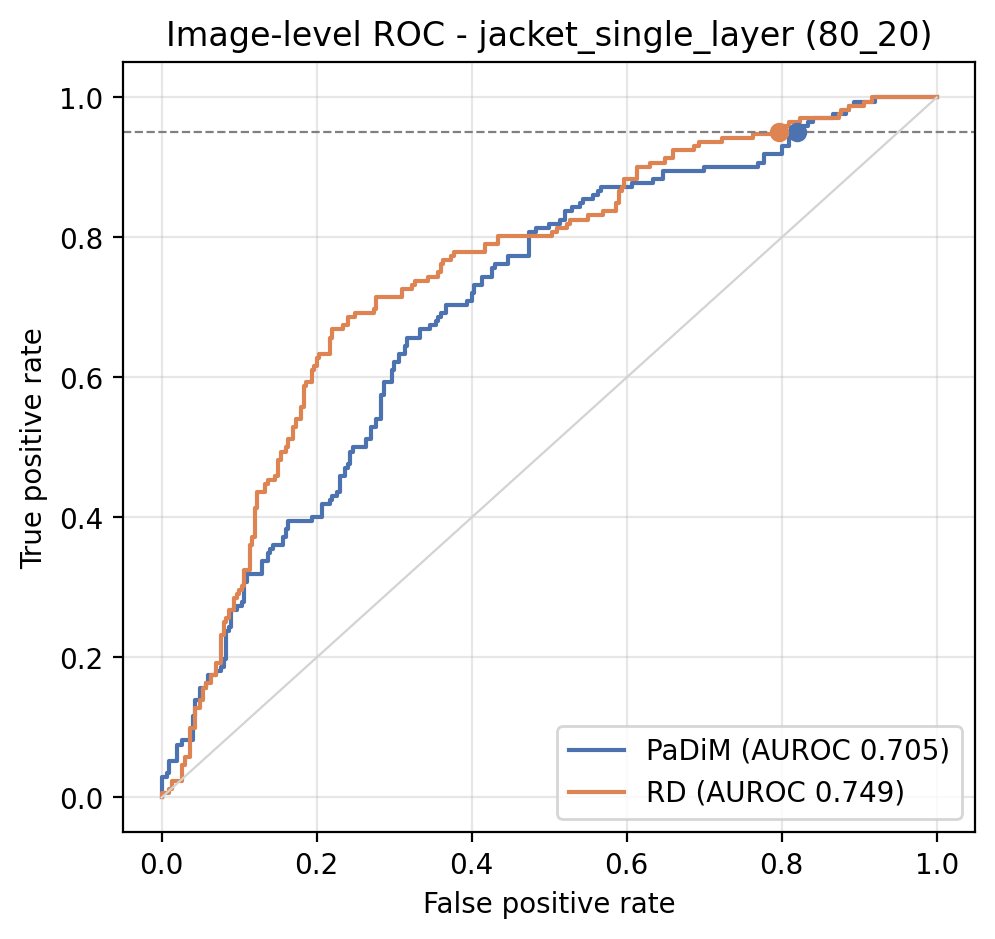 Image-level ROC - jacket_single_layer (80_20)
1.0
0.8
0.6
0.4
0.2
0.0
True positive rate
PaDiM (AUROC 0.705)
RD (AUROC 0.749)
0.0 0.2 0.4 0.6 0.8 1.0
False positive rate